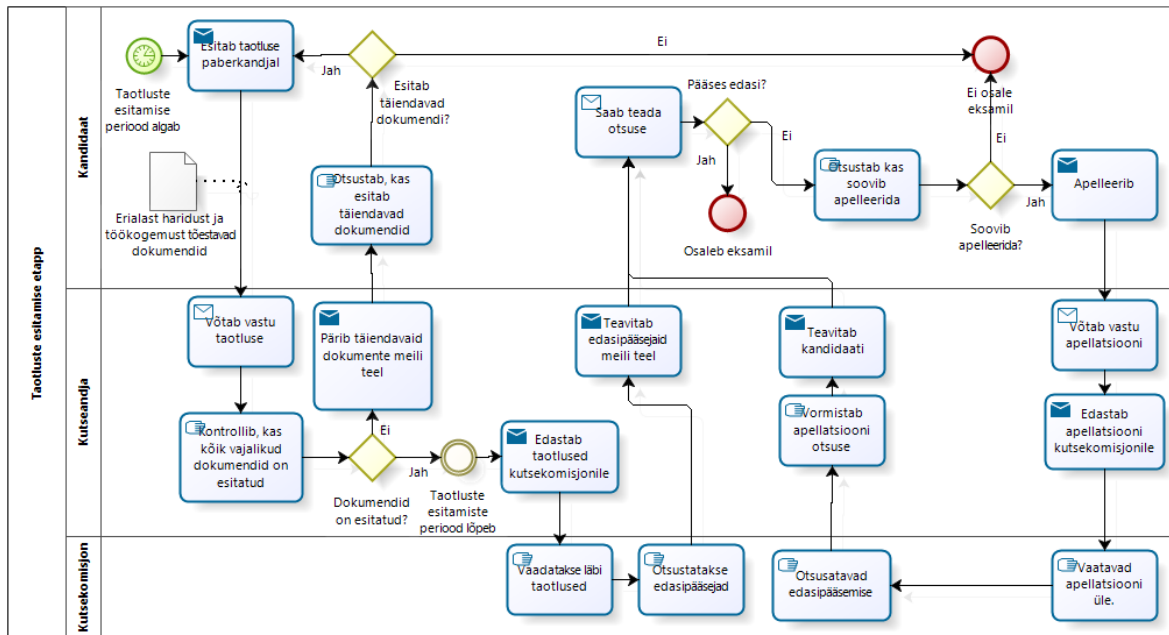 Taotluste esitamise etapp
Kandidaat
Esitab taotluse
paberkandjal
Taotluste
esitamise
periood algab
Erialast haridust ja
töökogemust tõestavad
dokumendid
Jah
Esitab
täiendavad
dokumendi?
Ei
Otsustab, kas
esitab
täiendavad
dokumendid
Saab teada
otsuse
Pääses edasi?
Jah
Ei
Osaleb eksamil
Otsustab kas
soovib
apelleerida
Ei osale
eksamil
Ei
Jah
Soovib
apelleerida?
Apelleerib
Kutseandja
Võtab vastu
taotluse
Kontrollib, kas
kõik vajalikud
dokumendid on
esitatud
Pärib täiendavaid
dokumente meili
teel
Ei
Jah
Dokumendid
on esitatud?
Taotluste
esitamiste
periood lõpeb
Edastab
taotlused
kutsekomisjonile
Teavitab
edasipääsejaid
meili teel
Teavitab
kandidaati
Vormistab
apellatsiooni
otsuse
Võtab vastu
apellatsiooni
Edastab
apellatsiooni
kutsekomisjonile
Kutsekomisjon
Vaadatakse läbi
taotlused
Otsustatakse
edasipääsejad
Otsusatavad
edasipääsemise
Vaatavad
apellatsiooni
üle.